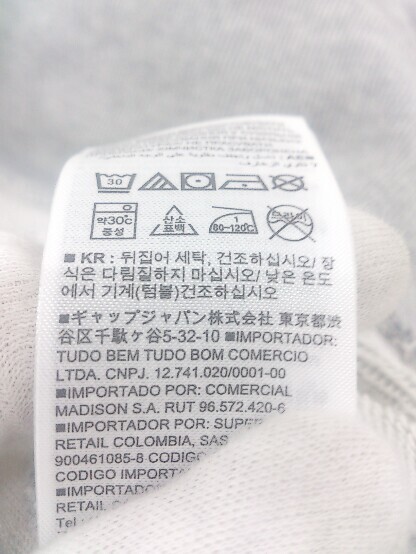 30
약30℃
중성
산소
표백
1
80~120℃
드라이
■ KR : 뒤집어 세탁, 건조하십시오/ 장
식은 다림질하지 마십시오/ 낮은 온도
에서 기계(텀블)건조하십시오
■ギャップジャパン株式会社 東京都渋
谷区千駄ケ谷5-32-10 ■IMPORTADOR:
TUDO BEM TUDO BOM COMERCIO
LTDA. CNPJ. 12.741.020/0001-00
■IMPORTADO POR: COMERCIAL
MADISON S.A. RUT 96.572.420-6
■IMPORTADOR POR: SUPER
RETAIL COLOMBIA, SAS
900461085-8 CODIGO
CODIGO IMPORTA
■IMPORTADOR
RETAIL
Tel